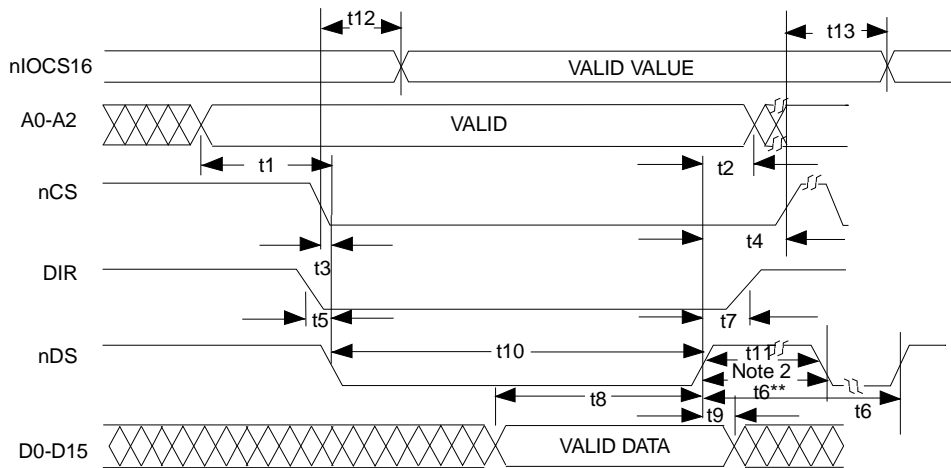 t12
t13
nIOCS16
VALID VALUE
A0-A2
VALID
t1
t2
nCS
t4
t3
DIR
t5
t7
nDS
t10
t11
Note 2
t8
t6**
t6
t9
D0-D15
VALID DATA